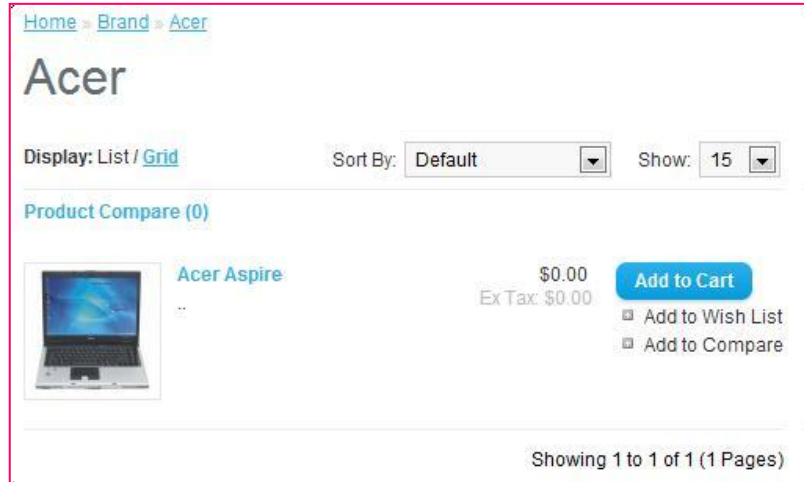 Home » Brand » Acer
Acer
Display: List / Grid Sort By: Default Show: 15
Product Compare (0)
Acer Aspire $0.00 Add to Cart
.. Ex Tax: $0.00
Add to Wish List
Add to Compare
Showing 1 to 1 of 1 (1 Pages)